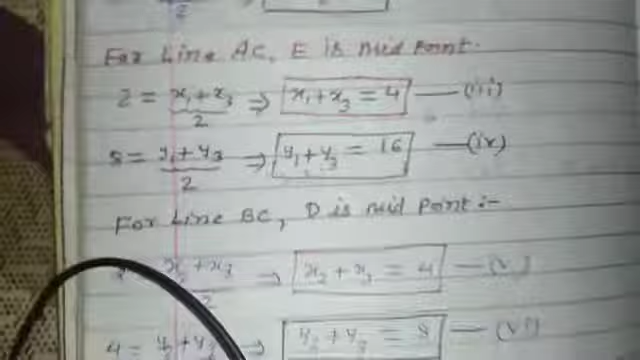 For Line AC, E is mid point.
2 = x₁ + x₃ / 2 ⇒ x₁ + x₃ = 4 — (iii)
8 = y₁ + y₃ / 2 ⇒ y₁ + y₃ = 16 — (iv)
For Line BC, D is mid point :-
x₂ + x₃ / 2 ⇒ x₂ + x₃ = 4 — (v)
4 = y₂ + y₃ / 2 ⇒ y₂ + y₃ = 8 — (vi)